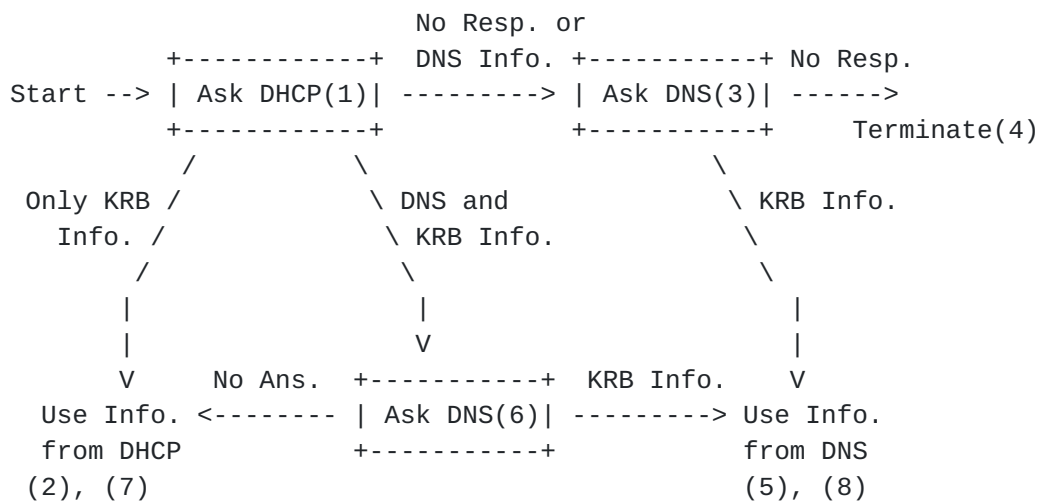 No Resp. or
+------------+ DNS Info. +-----------+ No Resp.
Start --> | Ask DHCP(1)| ---------> | Ask DNS(3)| ------>
+------------+ +-----------+ Terminate(4)
/ \ \
Only KRB / \ DNS and \ KRB Info.
Info. / \ KRB Info. \
/ \ \
| | |
| V |
V No Ans. +-----------+ KRB Info. V
Use Info. <-------- | Ask DNS(6)| ---------> Use Info.
from DHCP +-----------+ from DNS
(2), (7) (5), (8)